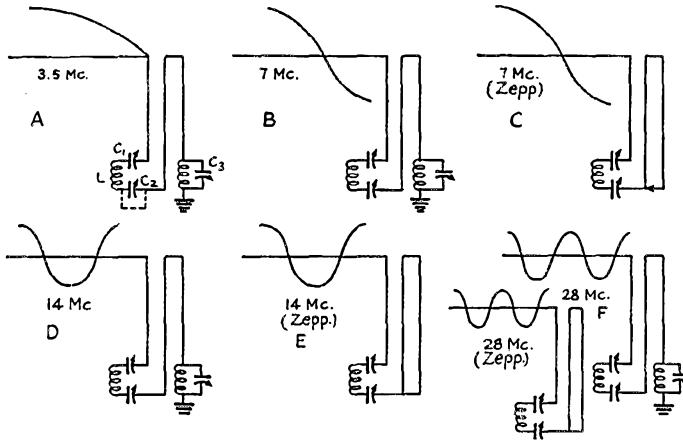 3.5 Mc.
A
C1
L
C2
C3
7 Mc.
B
7 Mc.
(Zepp)
C
14 Mc
D
14 Mc.
(Zepp.)
E
28 Mc.
F
28 Mc.
(Zepp.)